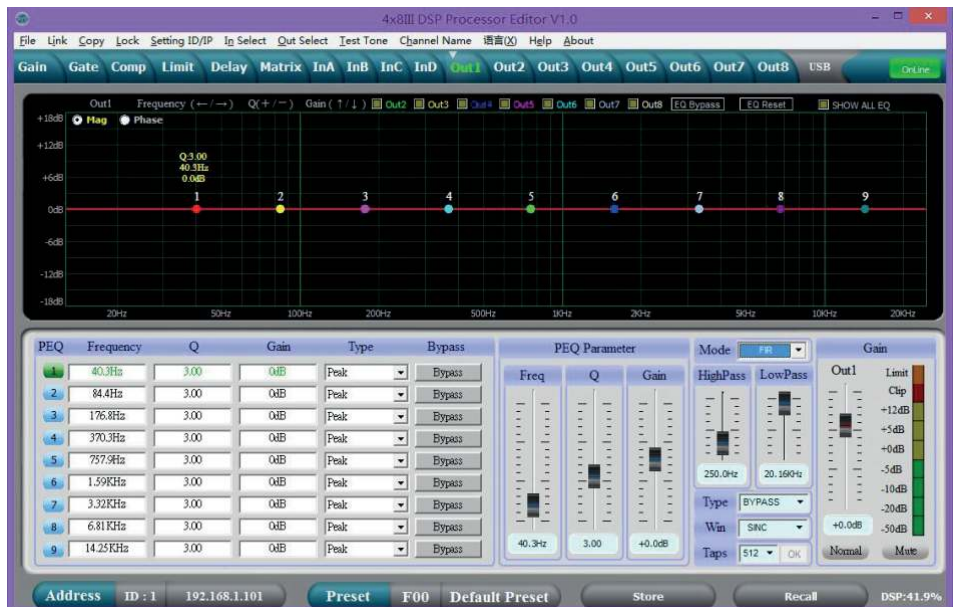 4x8III DSP Processor Editor V1.0
File Link Copy Lock Setting ID/IP In Select Out Select Test Tone Channel Name 语言(X) Help About
Gain Gate Comp Limit Delay Matrix InA InB InC InD Out1 Out2 Out3 Out4 Out5 Out6 Out7 Out8 USB OnLine
Out1 Frequency (←/→) Q(+/−) Gain (↑/↓) Out2 Out3 Out4 Out5 Out6 Out7 Out8 EQ Bypass EQ Reset SHOW ALL EQ
+18dB Mag Phase
+12dB
Q:3.00
40.3Hz
+6dB 0.0dB
1 2 3 4 5 6 7 8 9
0dB
-6dB
-12dB
-18dB
20Hz 50Hz 100Hz 200Hz 500Hz 1KHz 2KHz 5KHz 10KHz 20KHz
PEQ Frequency Q Gain Type Bypass
1 40.3Hz 3.00 0dB Peak Bypass
2 84.4Hz 3.00 0dB Peak Bypass
3 176.8Hz 3.00 0dB Peak Bypass
4 370.3Hz 3.00 0dB Peak Bypass
5 757.9Hz 3.00 0dB Peak Bypass
6 1.59KHz 3.00 0dB Peak Bypass
7 3.32KHz 3.00 0dB Peak Bypass
8 6.81KHz 3.00 0dB Peak Bypass
9 14.25KHz 3.00 0dB Peak Bypass
PEQ Parameter
Freq Q Gain
40.3Hz 3.00 +0.0dB
Mode FIR
HighPass LowPass
250.0Hz 20.16KHz
Type BYPASS
Win SINC
Taps 512 OK
Gain
Out1 Limit
Clip
+12dB
+5dB
+0dB
-5dB
-10dB
-20dB
+0.0dB -50dB
Normal Mute
Address ID : 1 192.168.1.101 Preset F00 Default Preset Store Recall DSP:41.9%